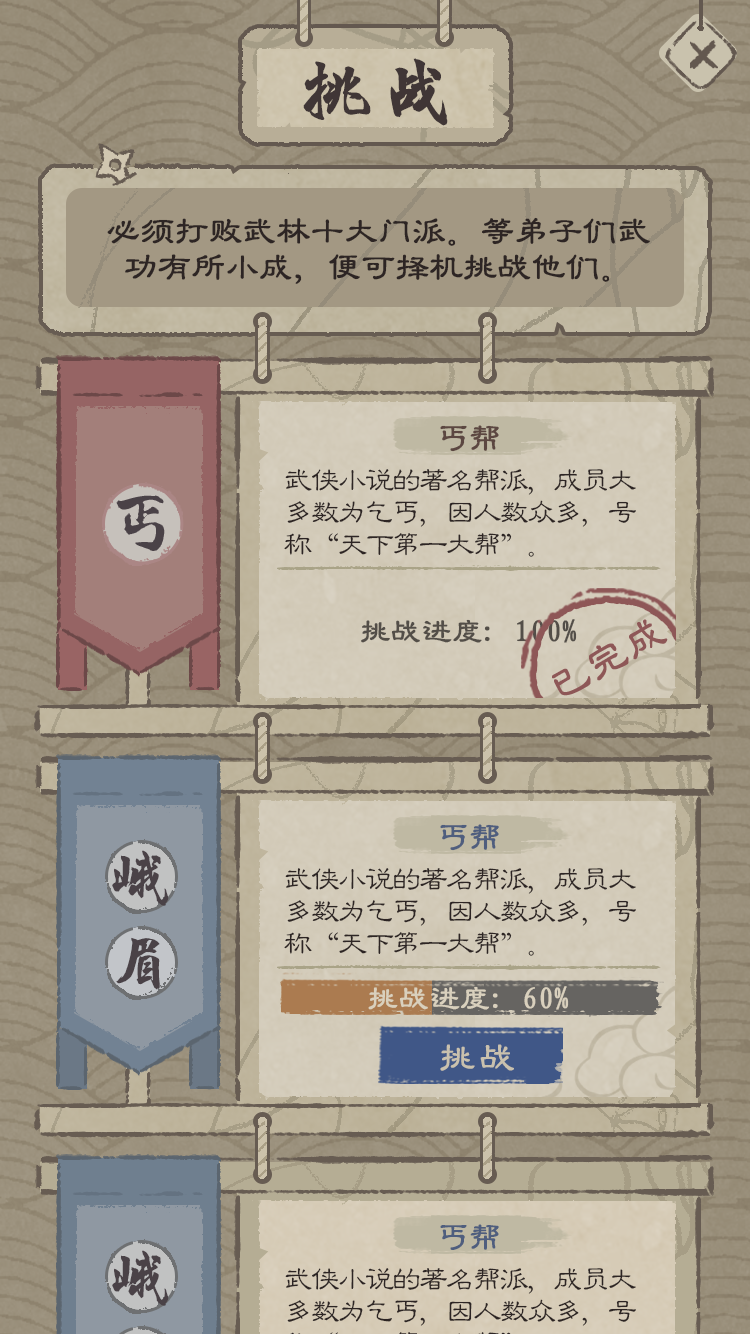 挑战
必须打败武林十大门派。等弟子们武
功有所小成，便可择机挑战他们。
丐
丐帮
武侠小说的著名帮派，成员大
多数为乞丐，因人数众多，号
称“天下第一大帮”。
挑战进度：100%
已完成
峨
眉
丐帮
武侠小说的著名帮派，成员大
多数为乞丐，因人数众多，号
称“天下第一大帮”。
挑战进度：60%
挑战
峨
丐帮
武侠小说的著名帮派，成员大
多数为乞丐，因人数众多，号